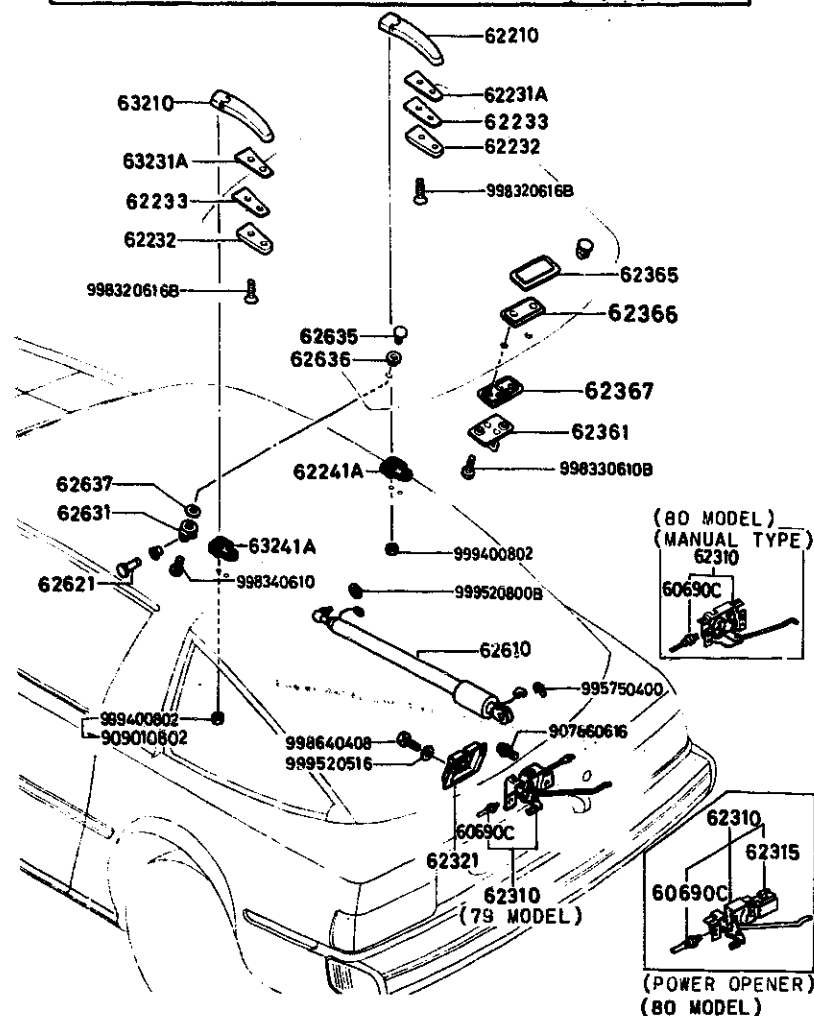 62210
63210
62231A
62233
63231A
62232
62233
998320616B
62232
62365
998320616B
62366
62635
62636
62367
62361
62241A
998330610B
62637
62631
(80 MODEL)
(MANUAL TYPE)
63241A
999400802
62310
62621
998340610
60690C
999520800B
62610
995750400
999400802
909010802
998640408
907660616
999520516
60690C
62310
62321
62315
62310
60690C
(79 MODEL)
(POWER OPENER)
(80 MODEL)